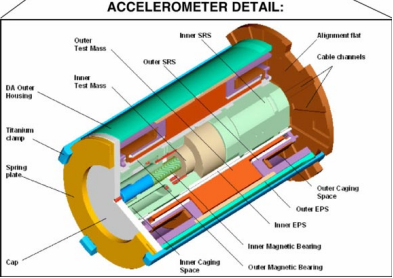 ACCELEROMETER DETAIL:
Outer
Test Mass
Inner SRS
Alignment flat
Outer SRS
Cable channels
Inner
Test Mass
DA Outer
Housing
Titanium
clamp
Spring
plate
Cap
Inner Caging
Space
Outer Magnetic Bearing
Inner Magnetic Bearing
Inner EPS
Outer EPS
Outer Caging
Space